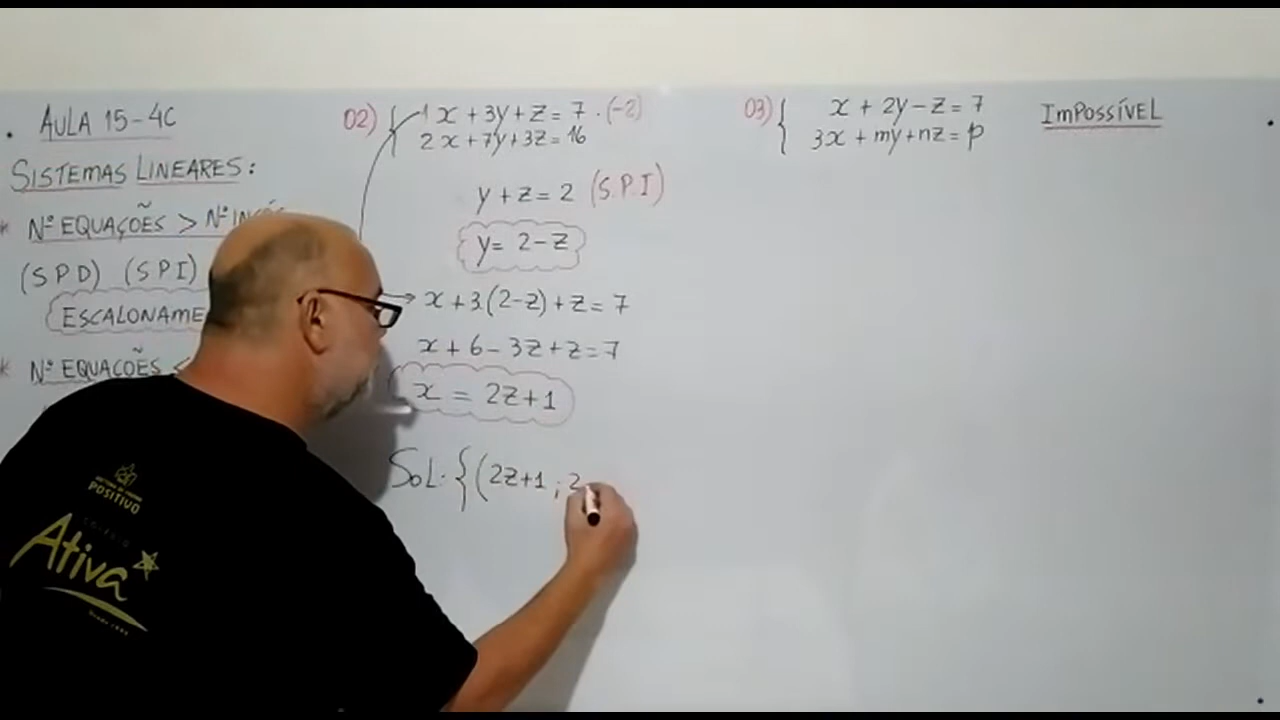 AULA 15-4C
SISTEMAS LINEARES:
* Nº EQUAÇÕES > Nº
(SPD) (SPI)
* Nº EQUAÇÕES <
02) { 1x + 3y + z = 7 · (-2)
2x + 7y + 3z = 16
y + z = 2 (S.P.I)
y = 2 - z
x + 3.(2-z) + z = 7
x + 6 - 3z + z = 7
x = 2z + 1
SOL: {(2z+1 ; 2
03) { x + 2y - z = 7
3x + my + nz = p
ImPOSSÍVEL
POSITIVO
COLÉGIO
Ativa